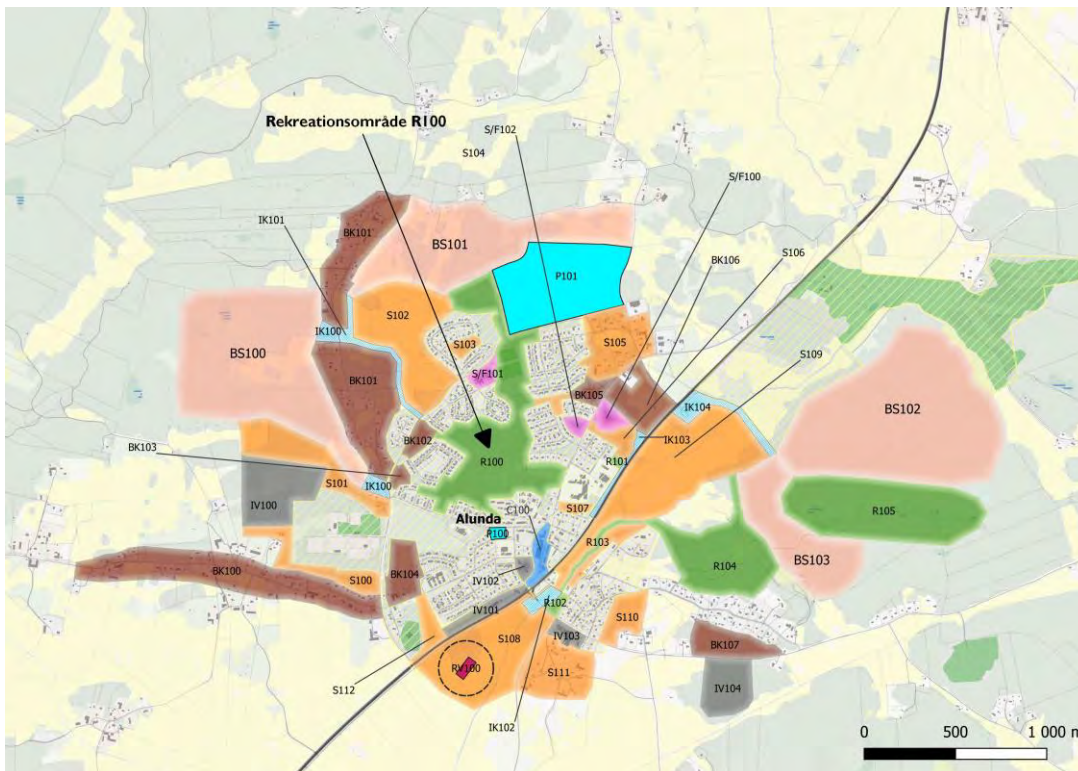 Rekreationsområde R100
S/F102
S104
S/F100
IK101
BK101
BS101
BK106
S106
P101
S102
IK100
S103
S105
S109
BS100
S/F101
BK101
BK105
IK104
BS102
BK103
BK102
IK103
R100
R101
S101
IK100
C100
S107
R105
Alunda
P100
R103
BK100
BK104
IV102
BS103
S100
R104
IV101
R102
S108
IV103
S110
BK107
RV100
S111
IV104
S112
IK102
0 500 1 000 m